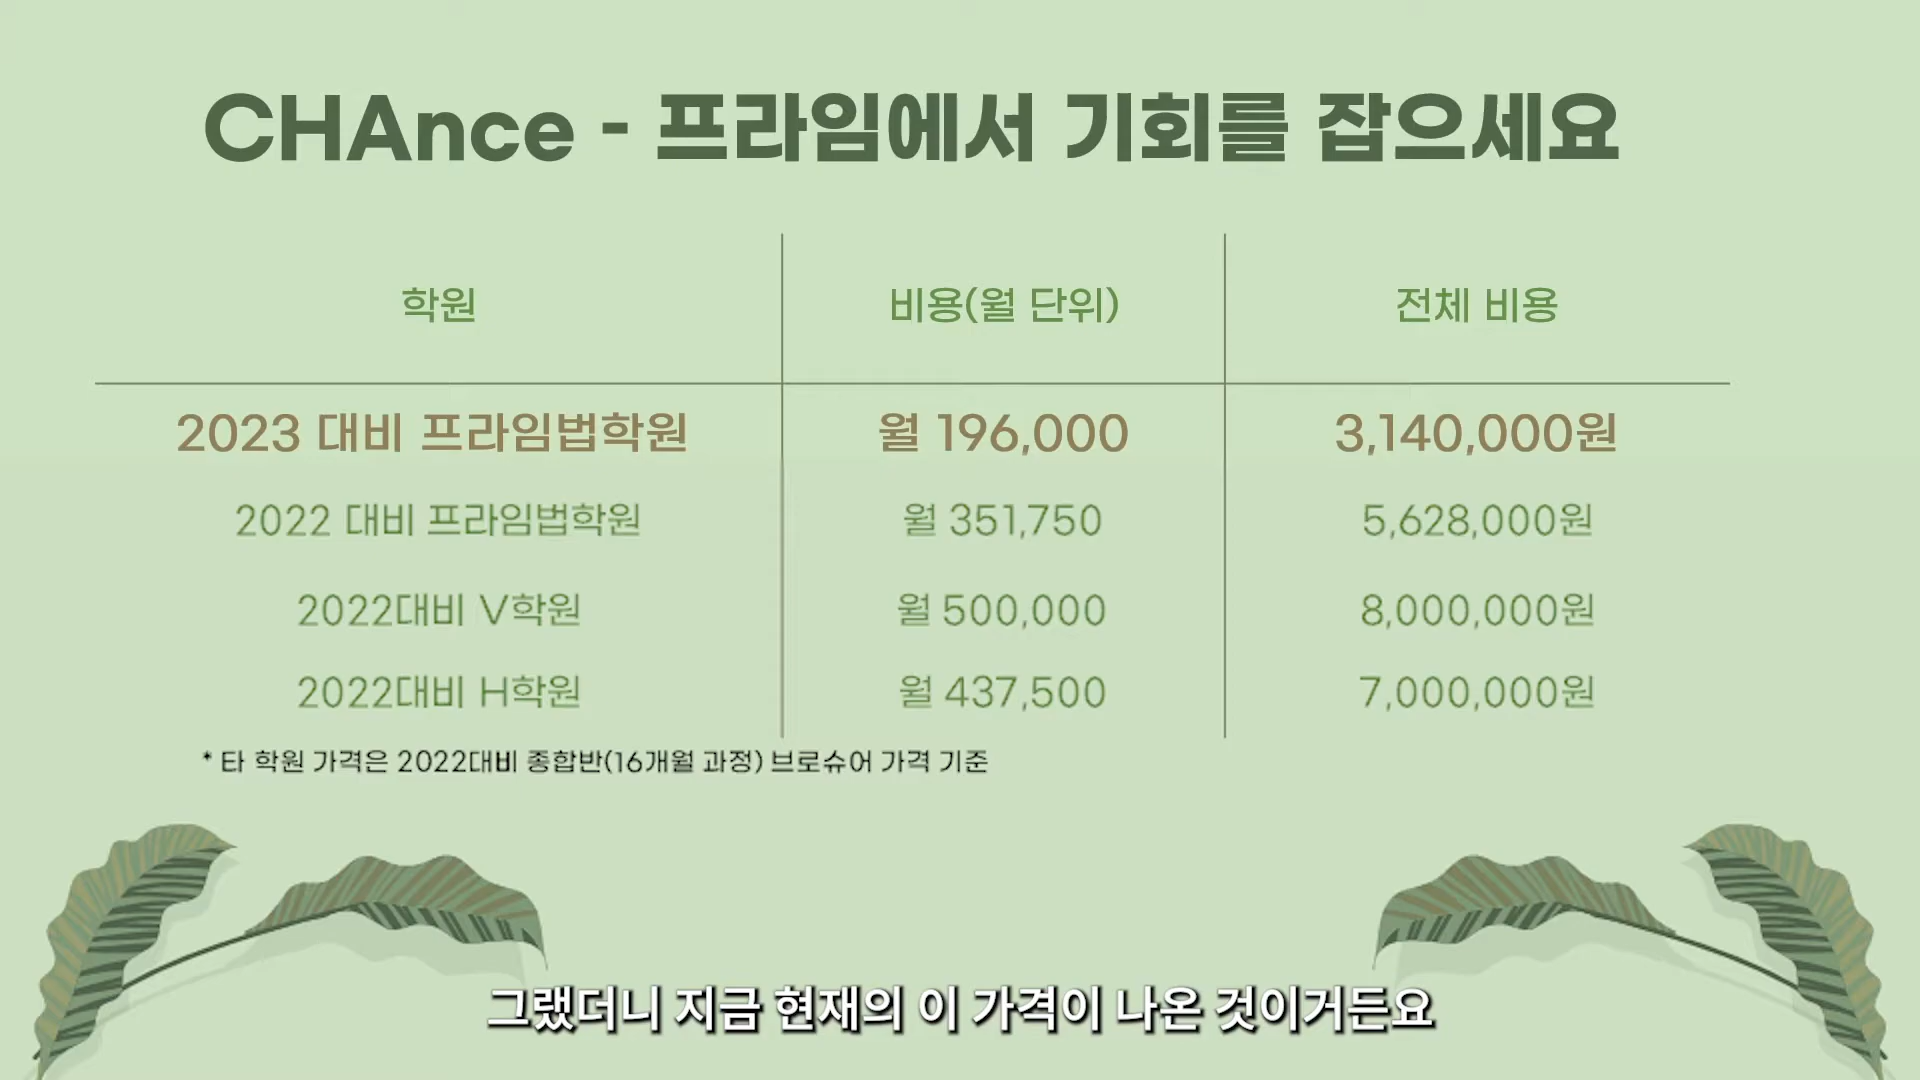 CHAnce - 프라임에서 기회를 잡으세요
학원 비용(월 단위) 전체 비용
2023 대비 프라임법학원 월 196,000 3,140,000원
2022 대비 프라임법학원 월 351,750 5,628,000원
2022대비 V학원 월 500,000 8,000,000원
2022대비 H학원 월 437,500 7,000,000원
* 타 학원 가격은 2022대비 종합반(16개월 과정) 브로슈어 가격 기준
그랬더니 지금 현재의 이 가격이 나온 것이거든요